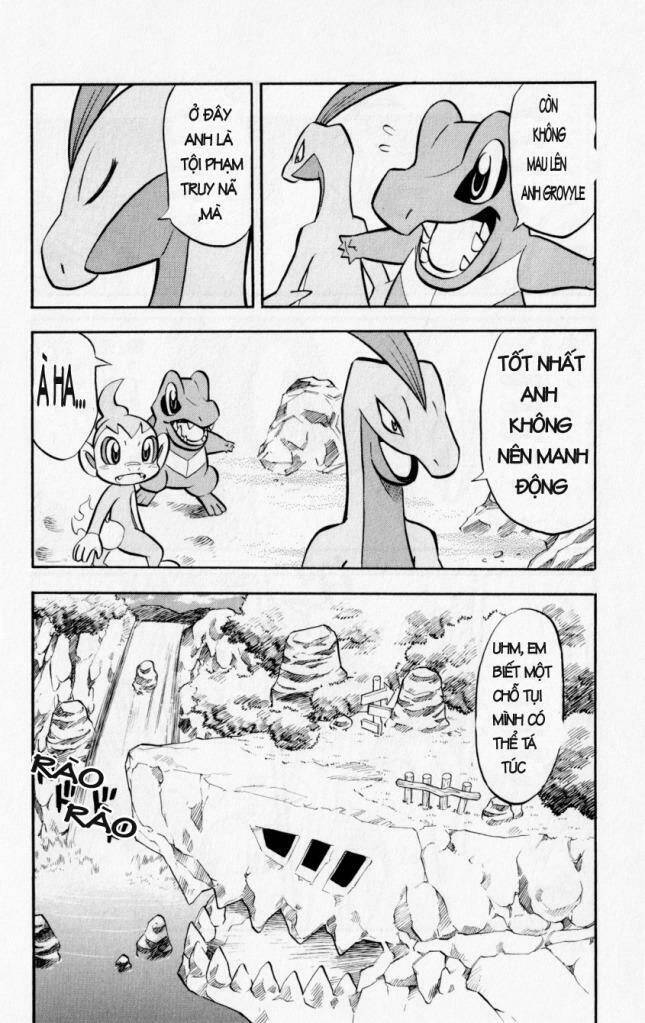 CÒN
KHÔNG
MAU LÊN
ANH GROVYLE
Ở ĐÂY
ANH LÀ
TỘI PHẠM
TRUY NÃ
,MÀ
TỐT NHẤT
ANH
KHÔNG
NÊN MANH
ĐỘNG
À HA...
UHM, EM
BIẾT MỘT
CHỖ TỤI
MÌNH CÓ
THỂ TÁ
TÚC
RÀO
RÀO